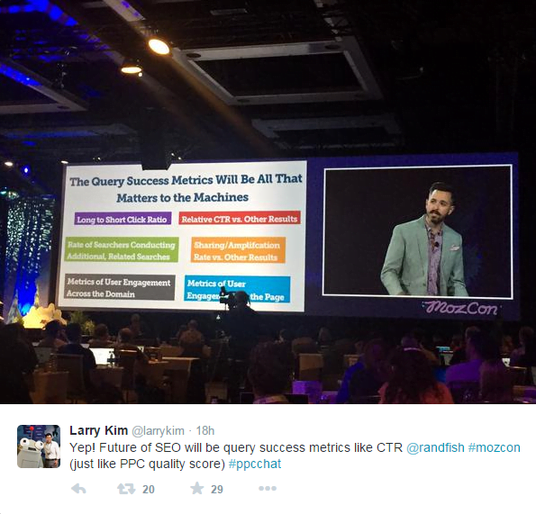 The Query Success Metrics Will Be All That
Matters to the Machines
Long to Short Click Ratio
Relative CTR vs. Other Results
Rate of Searchers Conducting
Additional, Related Searches
Sharing/Amplifcation
Rate vs. Other Results
Metrics of User Engagement
Across the Domain
Metrics of User
the Page
MozCon
Larry Kim @larrykim · 18h
Yep! Future of SEO will be query success metrics like CTR @randfish #mozcon
(just like PPC quality score) #ppcchat
20
29